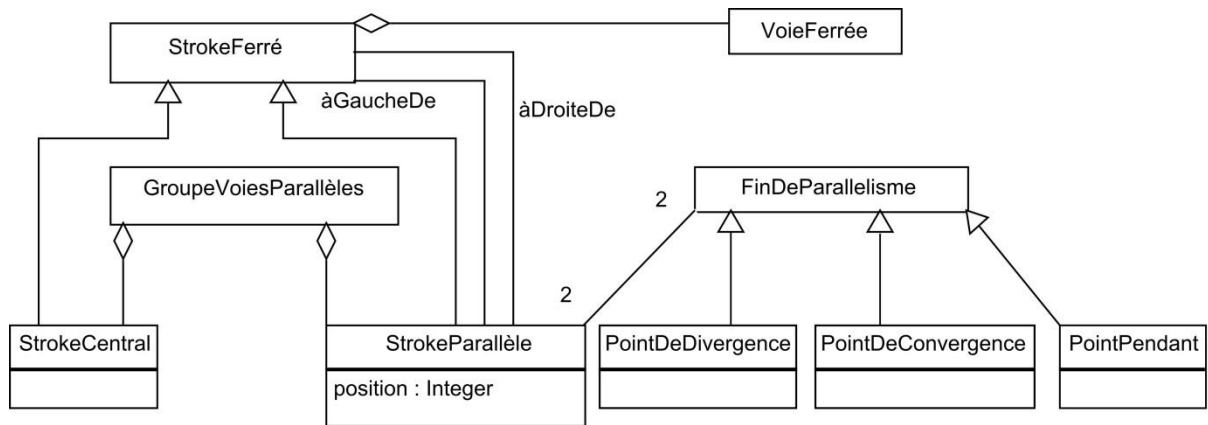 VoieFerrée
StrokeFerré
àGaucheDe
àDroiteDe
GroupeVoiesParallèles
FinDeParallelisme
2
2
StrokeCentral
StrokeParallèle
PointDeDivergence
PointDeConvergence
PointPendant
position : Integer